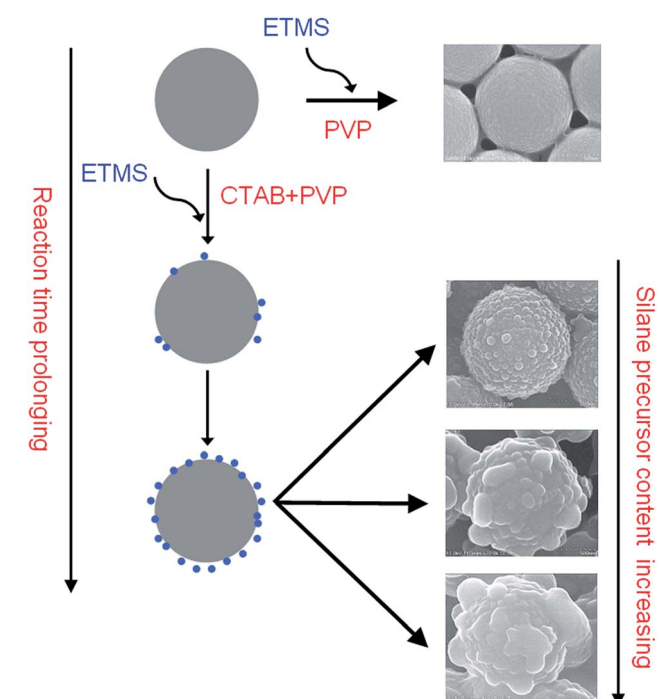 ETMS
PVP
ETMS
CTAB+PVP
Reaction time prolonging
Silane precursor content increasing